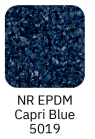 NR EPDM
Capri Blue
5019